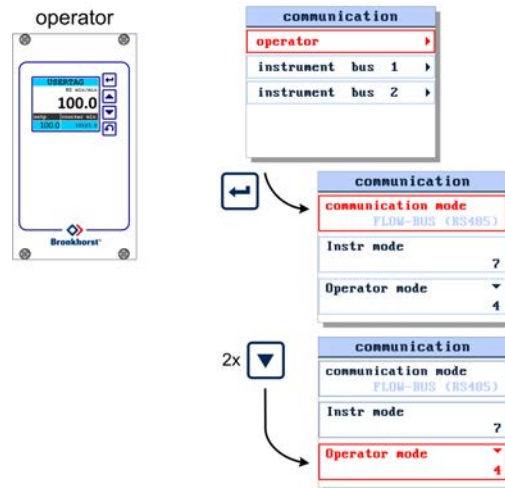 operator
USERTAG
100.0
100.0
Bronkhorst
communication
operator
instrument bus 1
instrument bus 2
communication
communication mode
FLOW-BUS (RS485)
Instr mode
7
Operator mode
4
2x
communication
communication mode
FLOW-BUS (RS485)
Instr mode
7
Operator mode
4